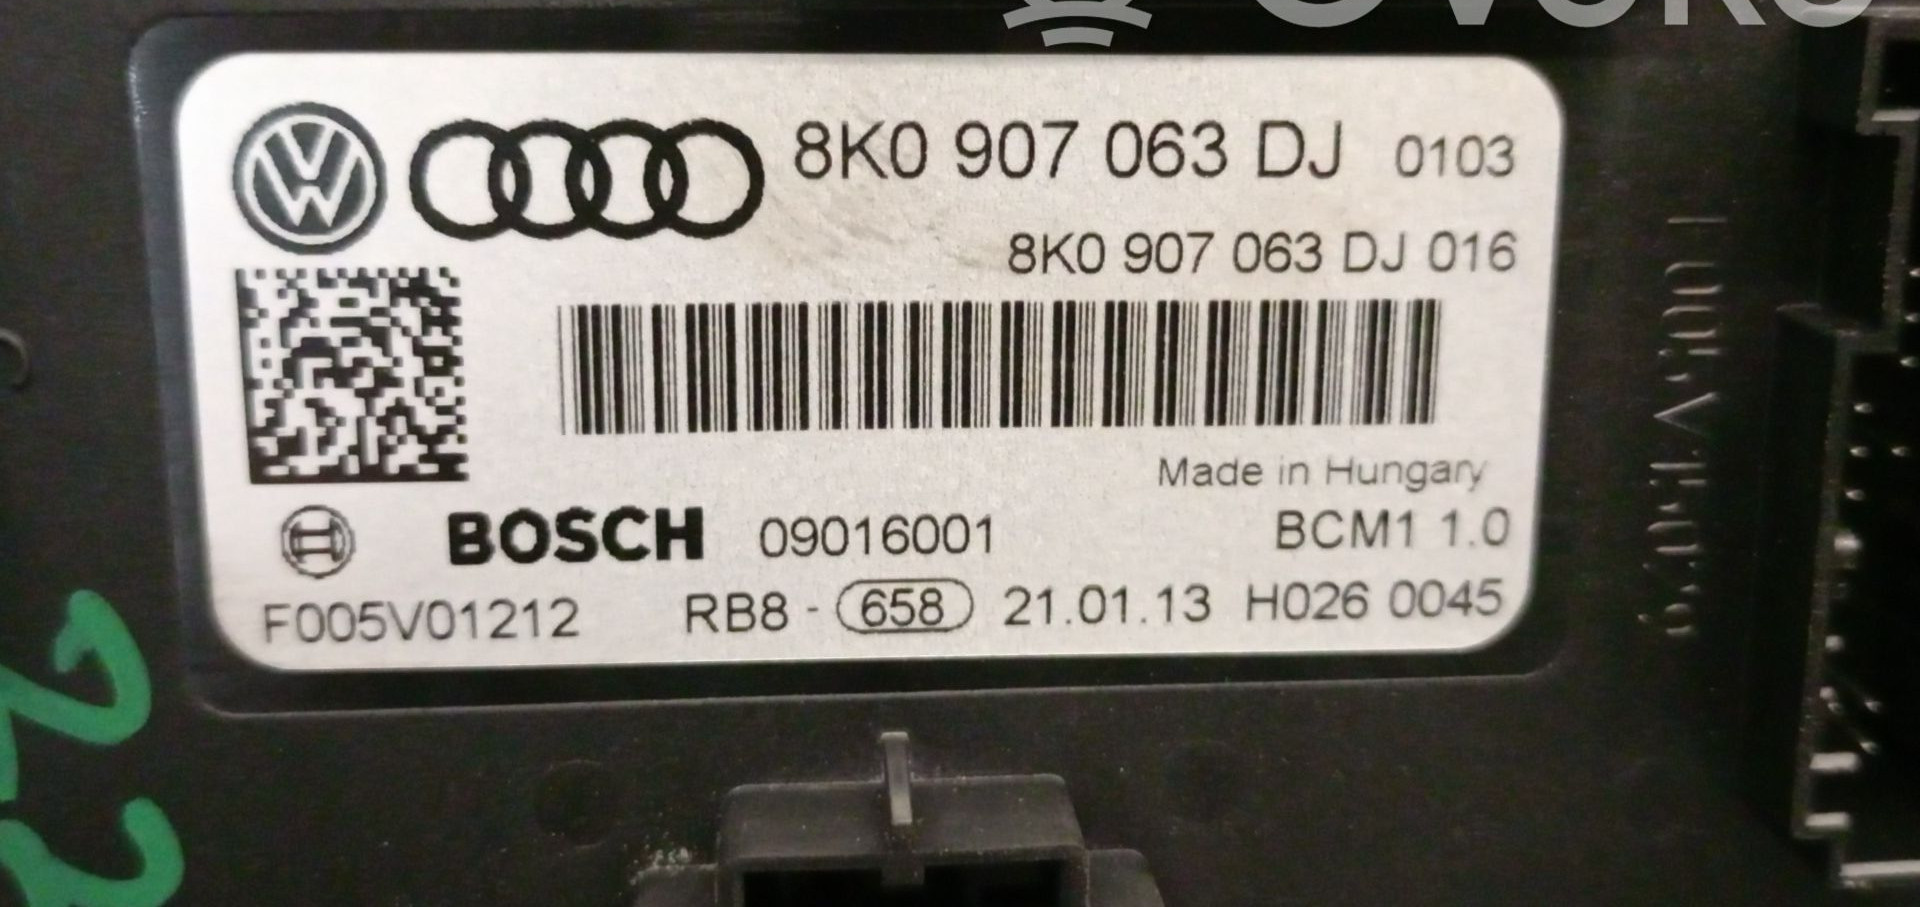 8K0 907 063 DJ 0103
8K0 907 063 DJ 016
Made in Hungary
BOSCH 09016001 BCM1 1.0
F005V01212 RB8 - 658 21.01.13 H026 0045
22